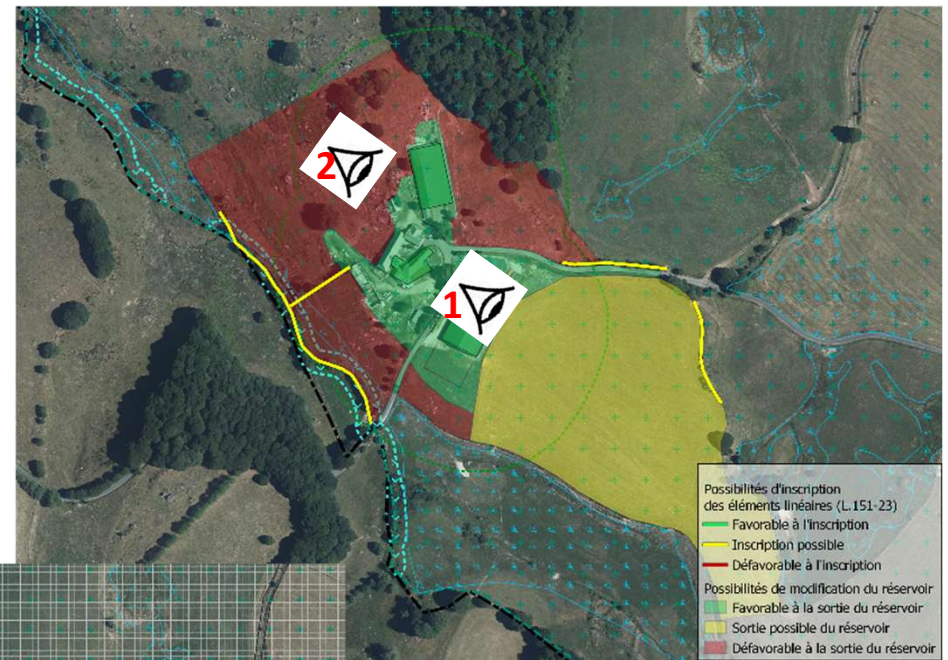 2
1
Possibilités d'inscription
des éléments linéaires (L.151-23)
Favorable à l'inscription
Inscription possible
Défavorable à l'inscription
Possibilités de modification du réservoir
Favorable à la sortie du réservoir
Sortie possible du réservoir
Défavorable à la sortie du réservoir